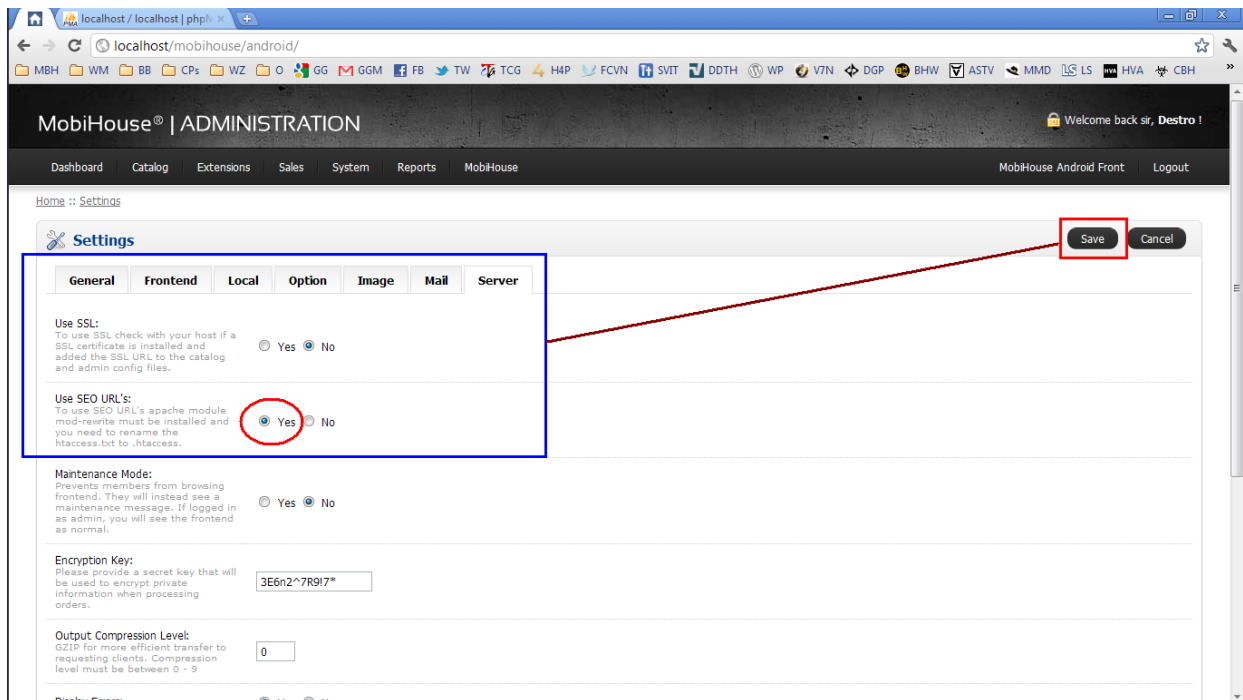 localhost / localhost | phpM
localhost/mobihouse/android/
MBH WM BB CPs WZ O GG GGM FB TW TCG H4P FCVN SVIT DDTH WP V7N DGP BHW ASTV MMD LS HVA CBH »
MobiHouse® | ADMINISTRATION
Welcome back sir, Destro !
Dashboard Catalog Extensions Sales System Reports MobiHouse
MobiHouse Android Front Logout
Home :: Settings
Settings
Save Cancel
General Frontend Local Option Image Mail Server
Use SSL:
To use SSL check with your host if a
SSL certificate is installed and
added the SSL URL to the catalog
and admin config files.
Yes No
Use SEO URL's:
To use SEO URL's apache module
mod-rewrite must be installed and
you need to rename the
htaccess.txt to .htaccess.
Yes No
Maintenance Mode:
Prevents members from browsing
frontend. They will instead see a
maintenance message. If logged in
as admin, you will see the frontend
as normal.
Yes No
Encryption Key:
Please provide a secret key that will
be used to encrypt private
information when processing
orders.
3E6n2^7R9!7*
Output Compression Level:
GZIP for more efficient transfer to
requesting clients. Compression
level must be between 0 - 9
0